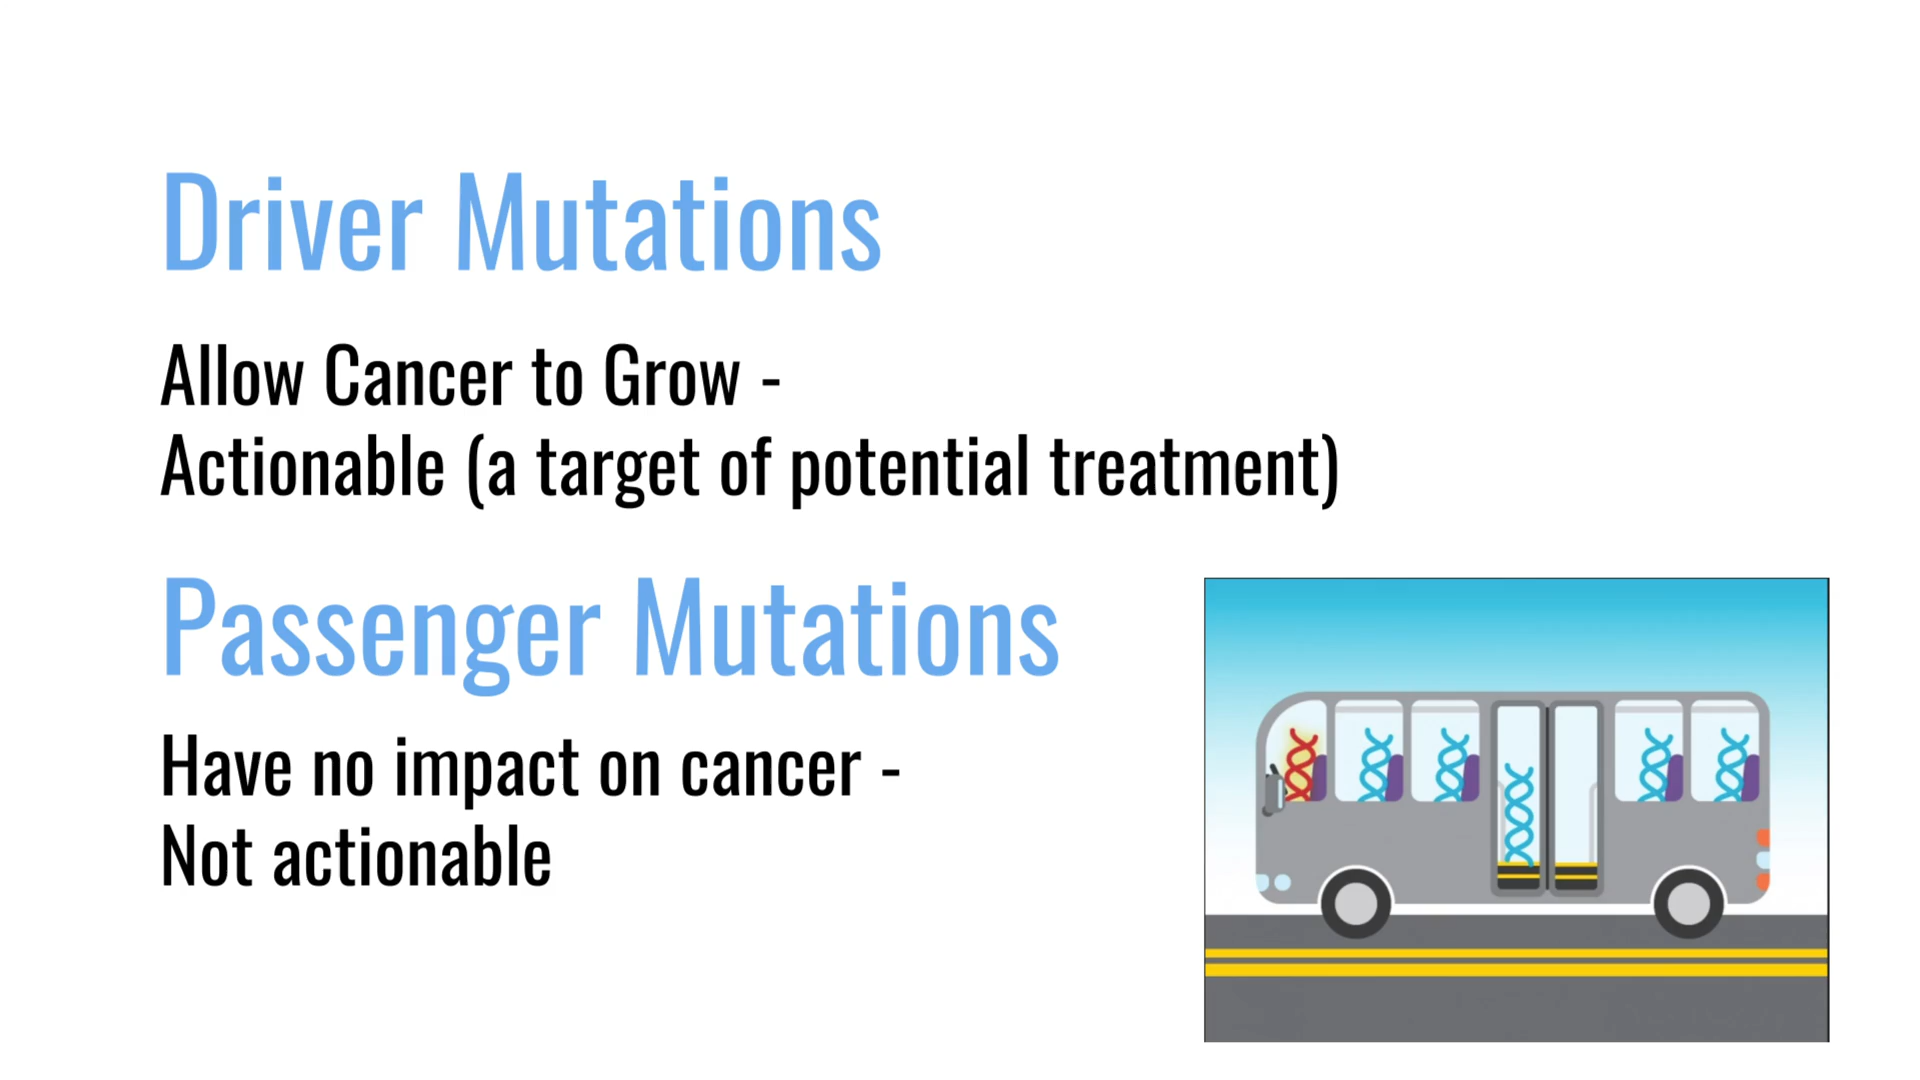 Driver Mutations
Allow Cancer to Grow -
Actionable (a target of potential treatment)
Passenger Mutations
Have no impact on cancer -
Not actionable